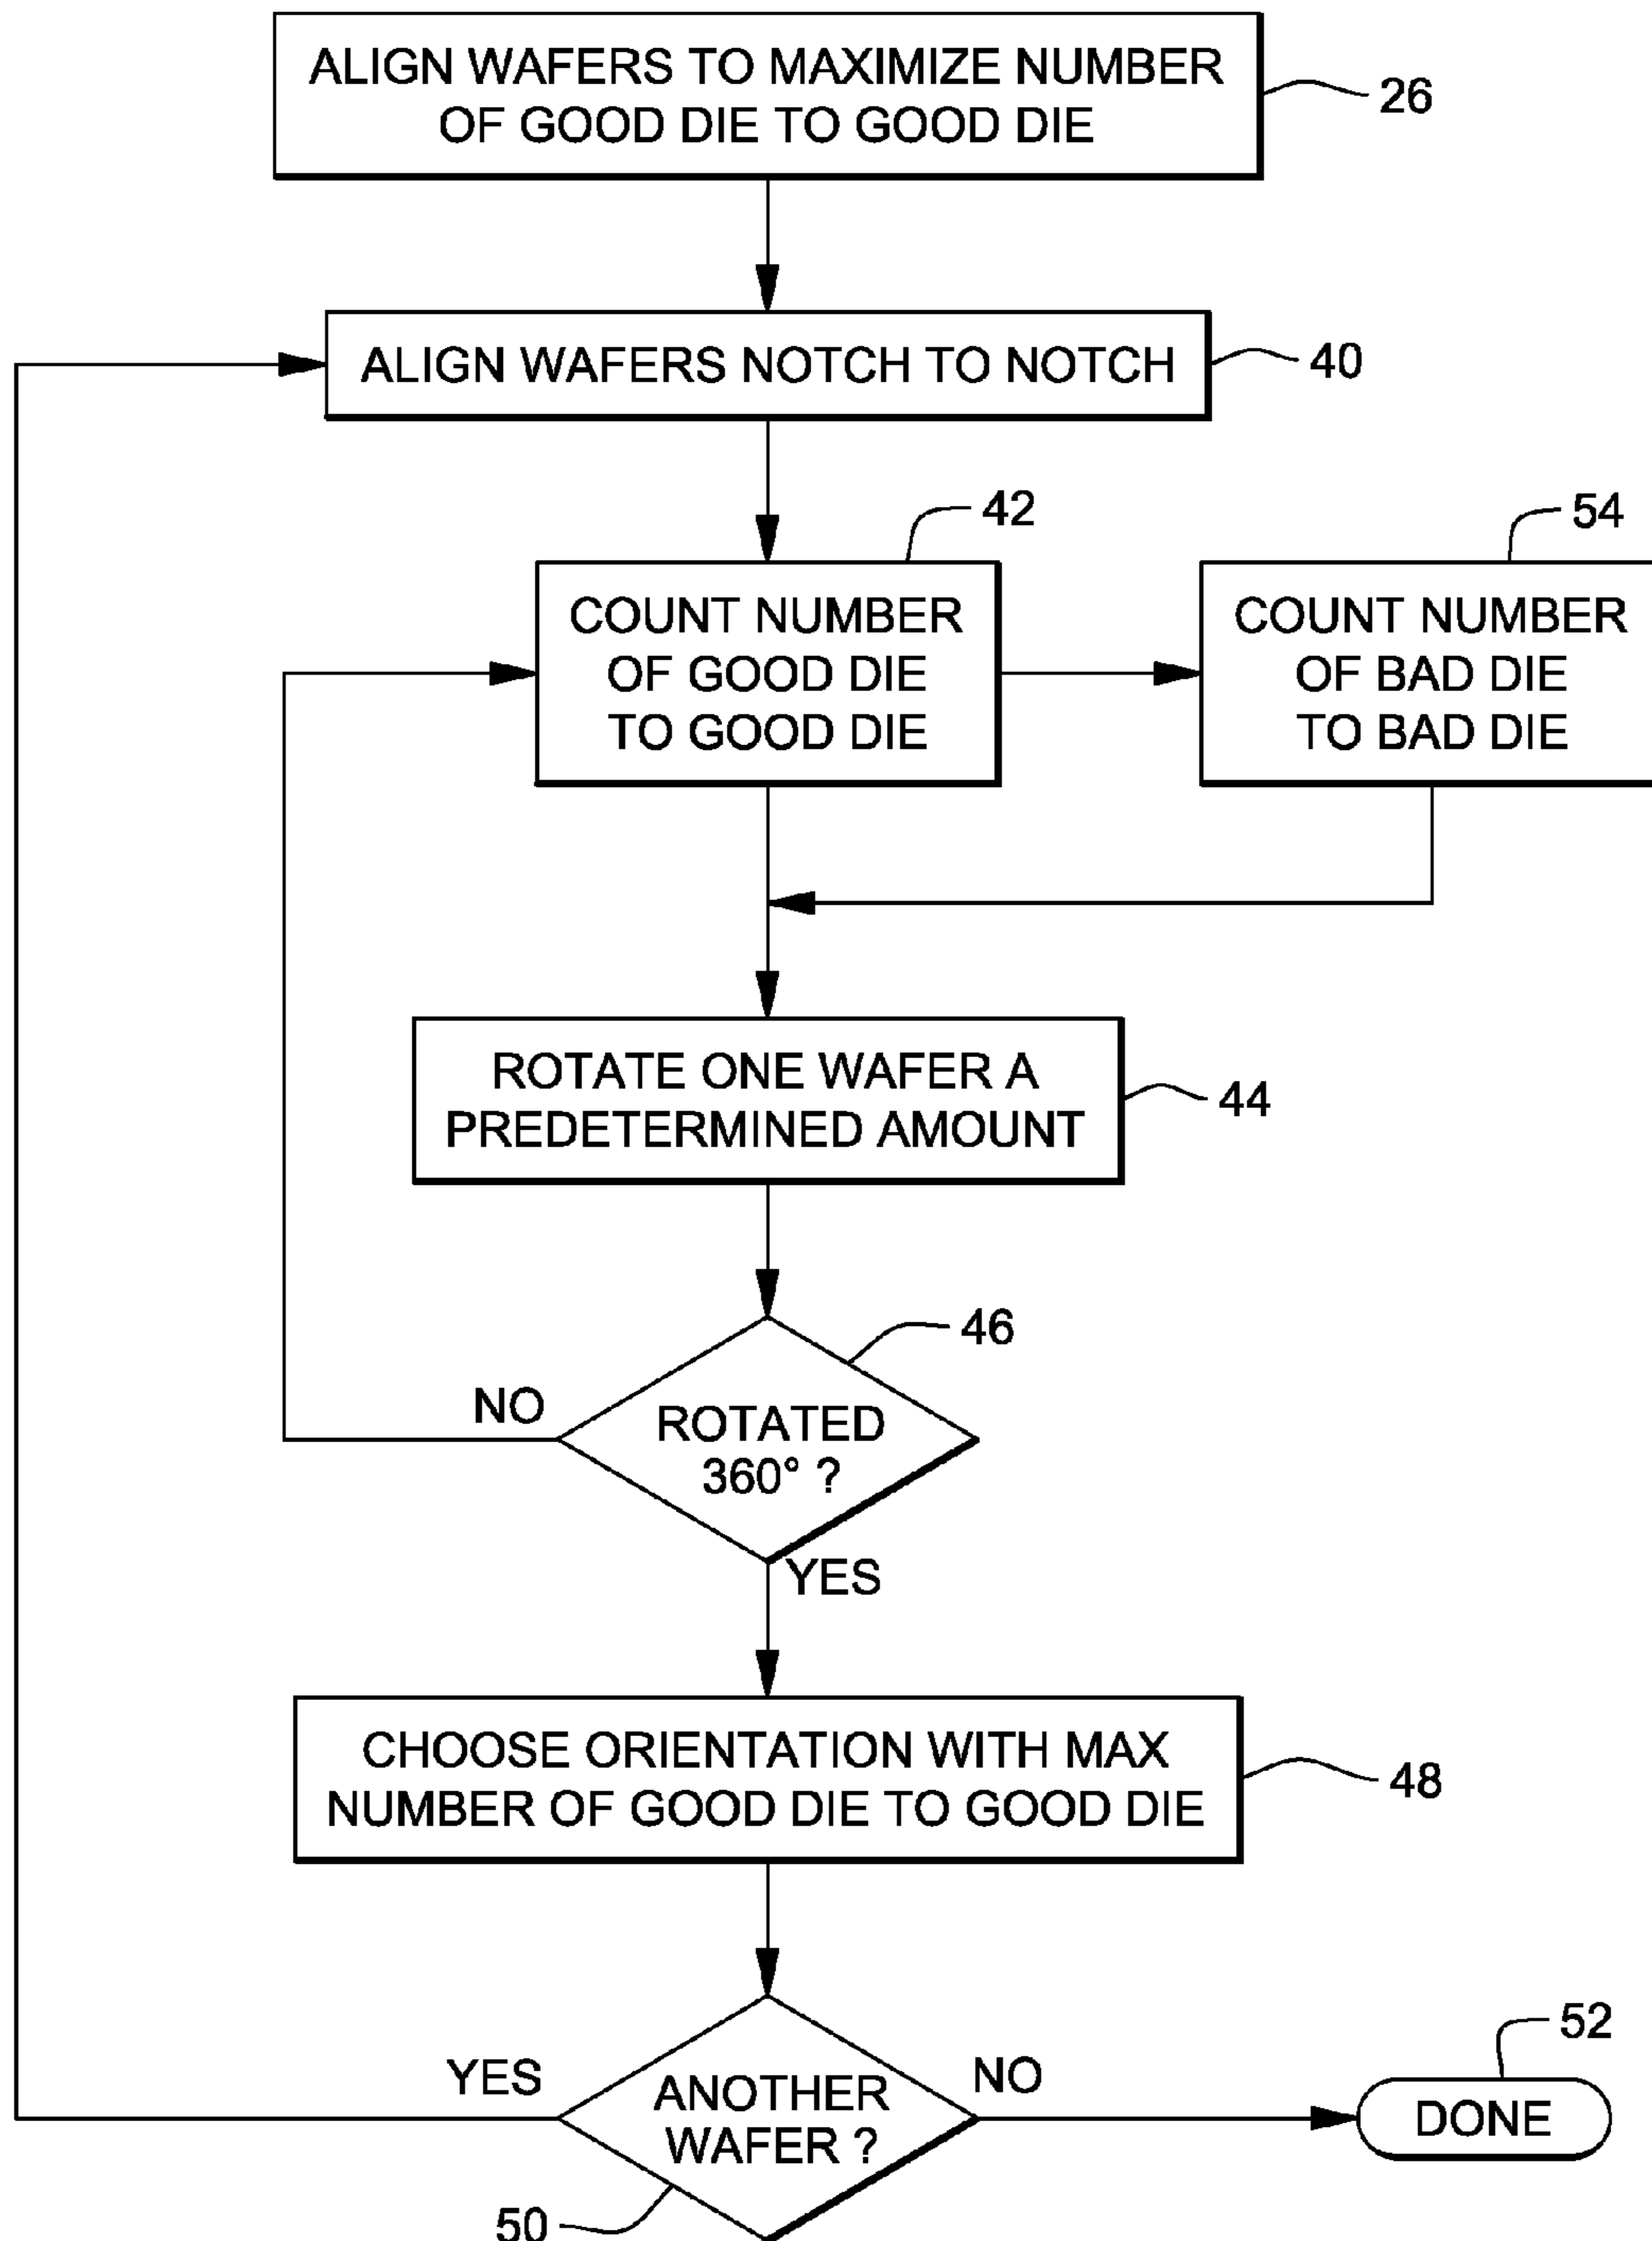 ALIGN WAFERS TO MAXIMIZE NUMBER
OF GOOD DIE TO GOOD DIE
26
ALIGN WAFERS NOTCH TO NOTCH
40
42
COUNT NUMBER
OF GOOD DIE
TO GOOD DIE
54
COUNT NUMBER
OF BAD DIE
TO BAD DIE
ROTATE ONE WAFER A
PREDETERMINED AMOUNT
44
46
NO
ROTATED
360° ?
YES
CHOOSE ORIENTATION WITH MAX
NUMBER OF GOOD DIE TO GOOD DIE
48
YES
ANOTHER
WAFER ?
NO
52
DONE
50